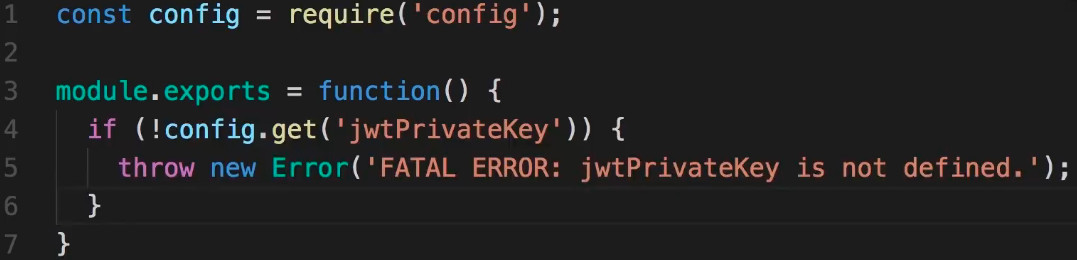 1 const config = require('config');
2
3 module.exports = function() {
4   if (!config.get('jwtPrivateKey')) {
5     throw new Error('FATAL ERROR: jwtPrivateKey is not defined.');
6   }
7 }